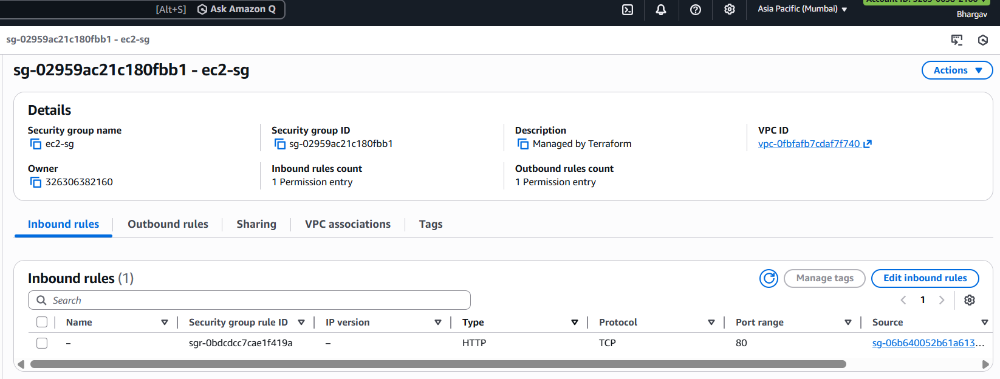 [Alt+S] Ask Amazon Q Asia Pacific (Mumbai)
Bhargav
sg-02959ac21c180fbb1 - ec2-sg
sg-02959ac21c180fbb1 - ec2-sg
Actions
Details
Security group name Security group ID Description VPC ID
ec2-sg sg-02959ac21c180fbb1 Managed by Terraform vpc-0fbfafb7cdaf7f740
Owner Inbound rules count Outbound rules count
326306382160 1 Permission entry 1 Permission entry
Inbound rules Outbound rules Sharing VPC associations Tags
Inbound rules (1) Manage tags Edit inbound rules
Search 1
Name Security group rule ID IP version Type Protocol Port range Source
– sgr-0bdcdcc7cae1f419a – HTTP TCP 80 sg-06b640052b61a613...